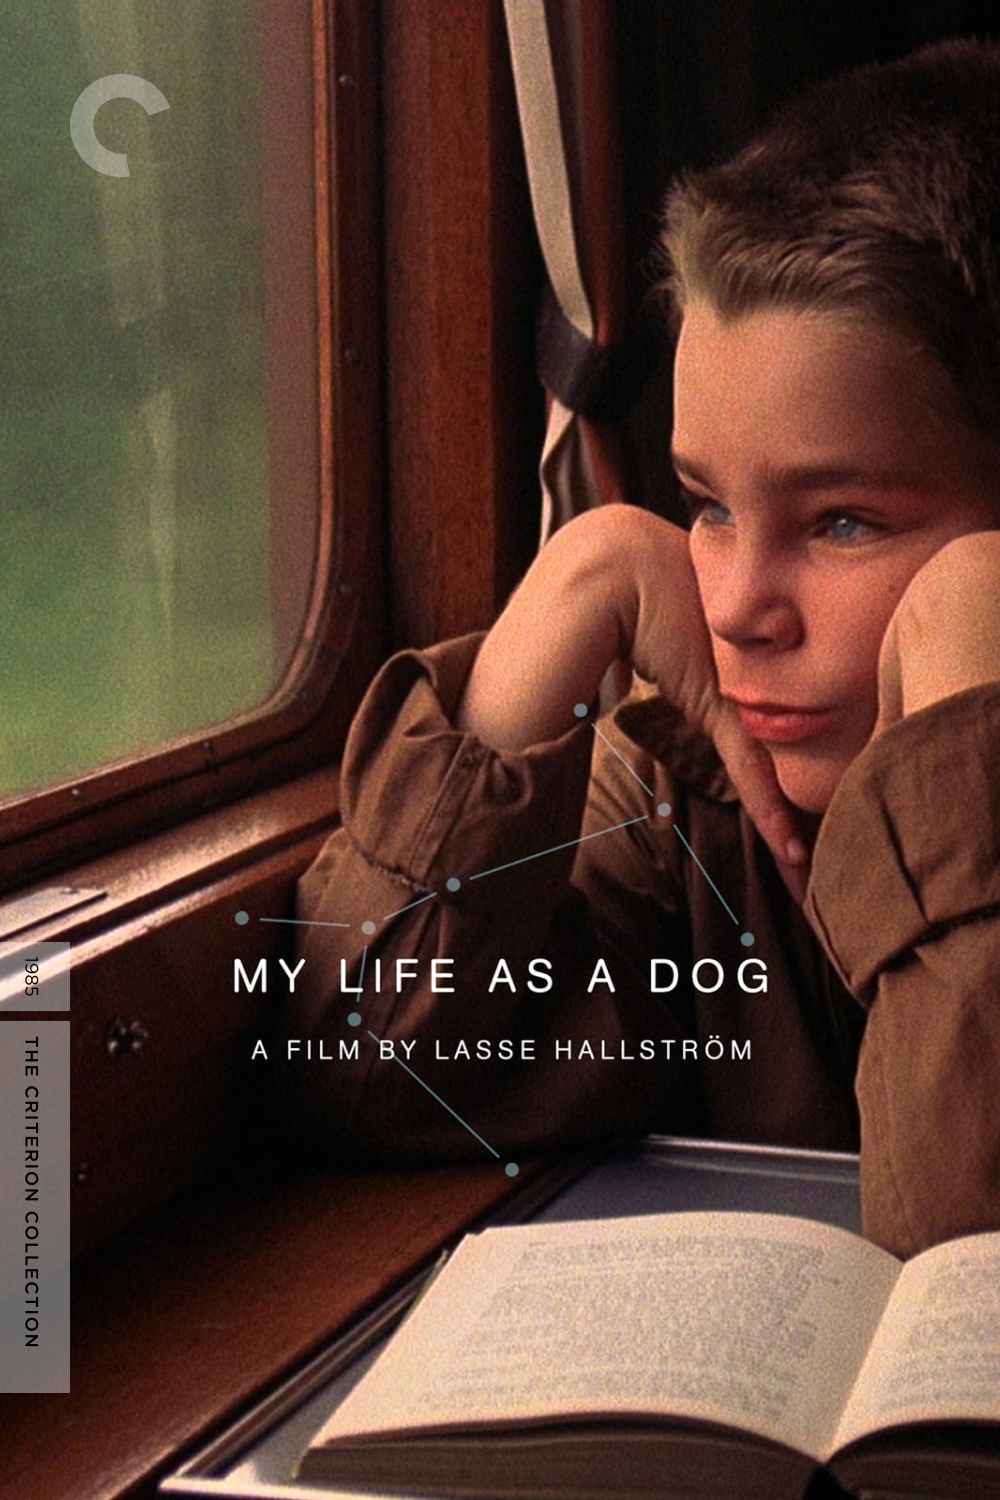 MY LIFE AS A DOG
A FILM BY LASSE HALLSTRÖM
1985
THE CRITERION COLLECTION